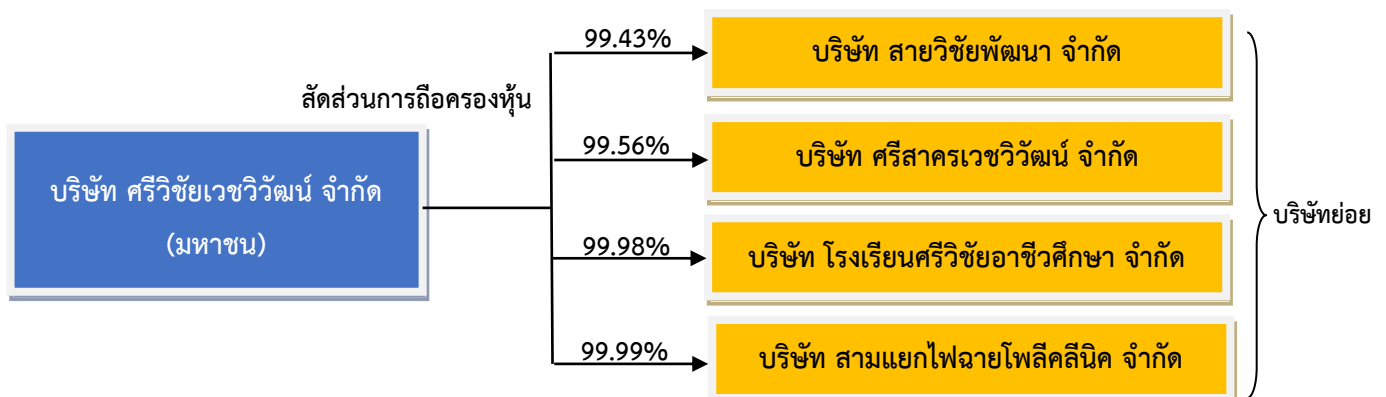 สัดส่วนการถือครองหุ้น
บริษัท ศรีวิชัยเวชวิวัฒน์ จำกัด
(มหาชน)
99.43%
บริษัท สายวิชัยพัฒนา จำกัด
99.56%
บริษัท ศรีสาครเวชวิวัฒน์ จำกัด
99.98%
บริษัท โรงเรียนศรีวิชัยอาชีวศึกษา จำกัด
99.99%
บริษัท สามแยกไฟฉายโพลีคลีนิค จำกัด
บริษัทย่อย